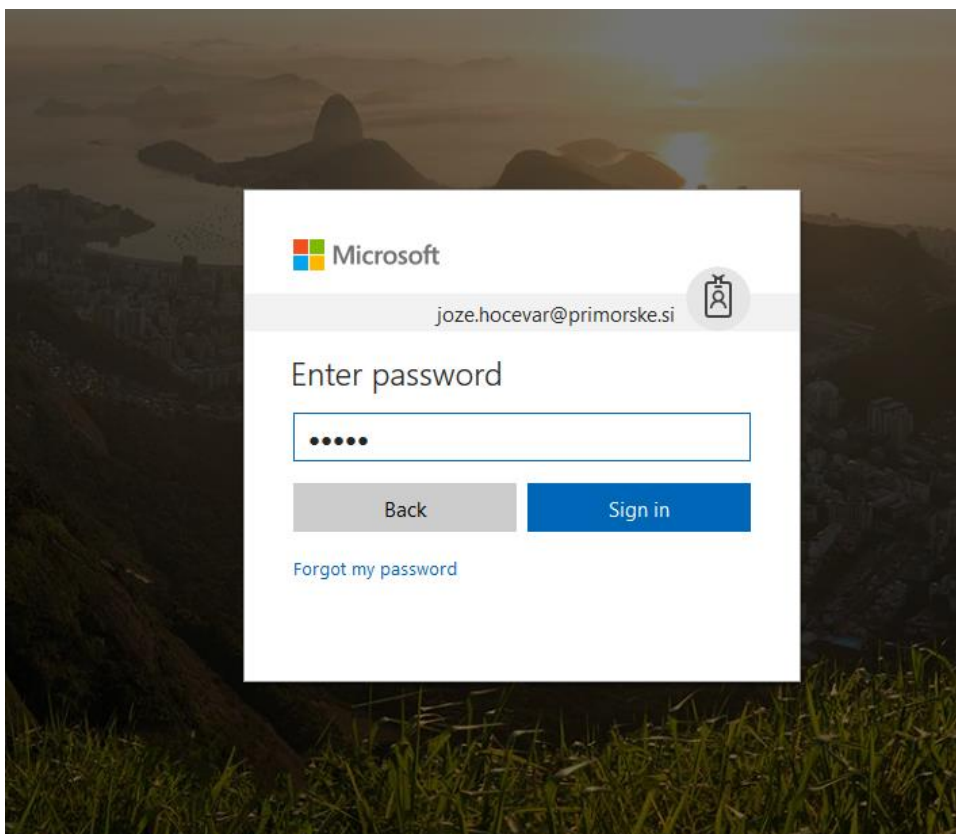 Microsoft
joze.hocevar@primorske.si
Enter password
•••••
Back
Sign in
Forgot my password